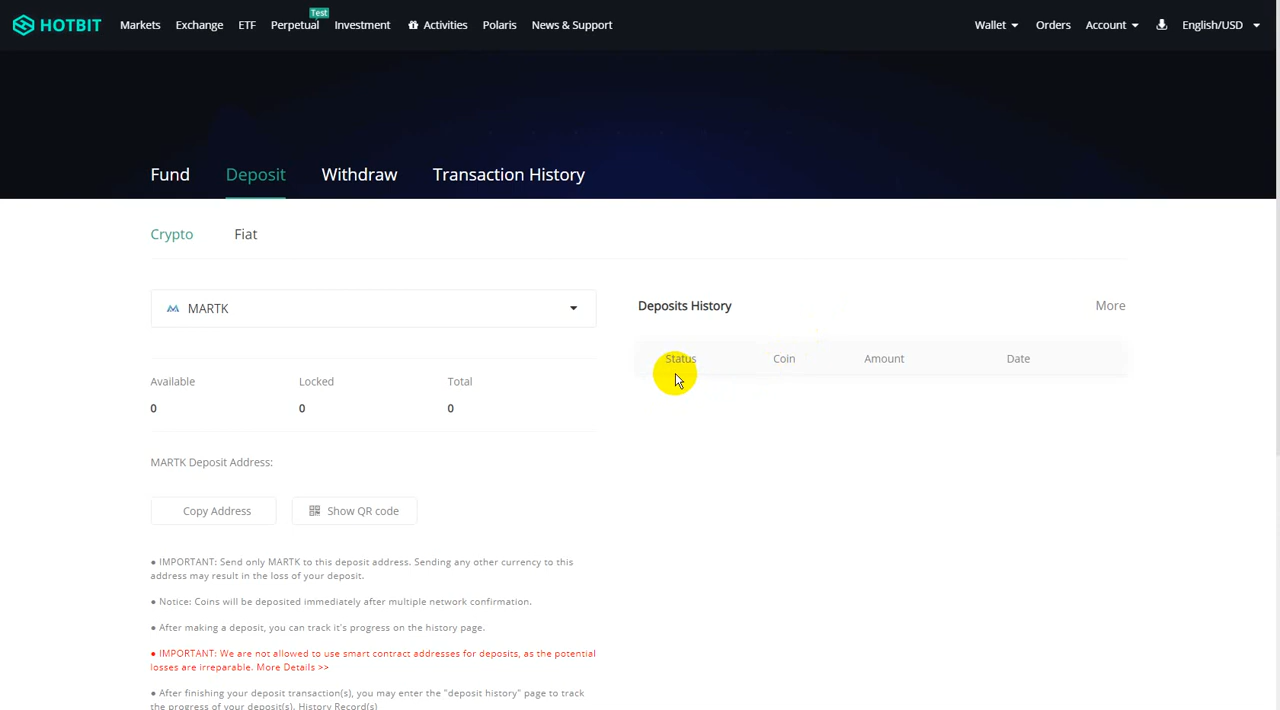 HOTBIT Markets Exchange ETF Perpetual Test Investment Activities Polaris News & Support Wallet Orders Account English/USD
Fund Deposit Withdraw Transaction History
Crypto Fiat
MARTK
Available Locked Total
0 0 0
MARTK Deposit Address:
Copy Address Show QR code
● IMPORTANT: Send only MARTK to this deposit address. Sending any other currency to this
address may result in the loss of your deposit.
● Notice: Coins will be deposited immediately after multiple network confirmation.
● After making a deposit, you can track it's progress on the history page.
● IMPORTANT: We are not allowed to use smart contract addresses for deposits, as the potential
losses are irreparable. More Details >>
● After finishing your deposit transaction(s), you may enter the "deposit history" page to track
the progress of your deposit(s). History Record(s)
Deposits History More
Status Coin Amount Date